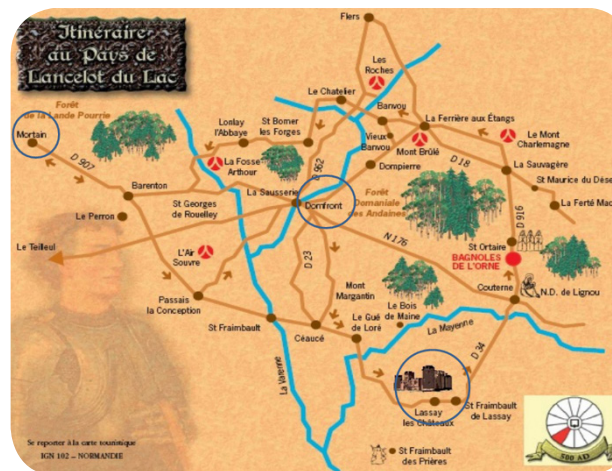 Itinéraire
au Pays de
Lancelot du Lac
Flers
Les
Roches
Le Chatelier
Forêt
de la Lande Pourrie
Mortain
Lonlay
l'Abbaye
St Bomer
les Forges
Banvou
La Ferrière aux Étangs
Vieux
Banvou
Mont Brûlé
Le Mont
Charlemagne
D 907
La Fosse
Arthour
D 962
Dompierre
D 18
La Sauvagère
Barenton
La Sausserie
Domfront
St Maurice du Dése
Le Perron
St Georges
de Rouelley
Forêt
Domaniale
des Andaines
D 916
La Ferté Mac
Le Teilleul
L'Air
Souvre
D 23
N176
St Ortaire
BAGNOLES
DE L'ORNE
Passais
la Conception
Mont
Margantin
Le Bois
de Maine
Couterne
N.D. de Lignou
St Fraimbault
Céaucé
Le Gué
de Loré
La Mayenne
D 34
La Varenne
Lassay
les Châteaux
St Fraimbault
de Lassay
Se reporter à la carte touristique
IGN 102 – NORMANDIE
St Fraimbault
des Prières
500 AD